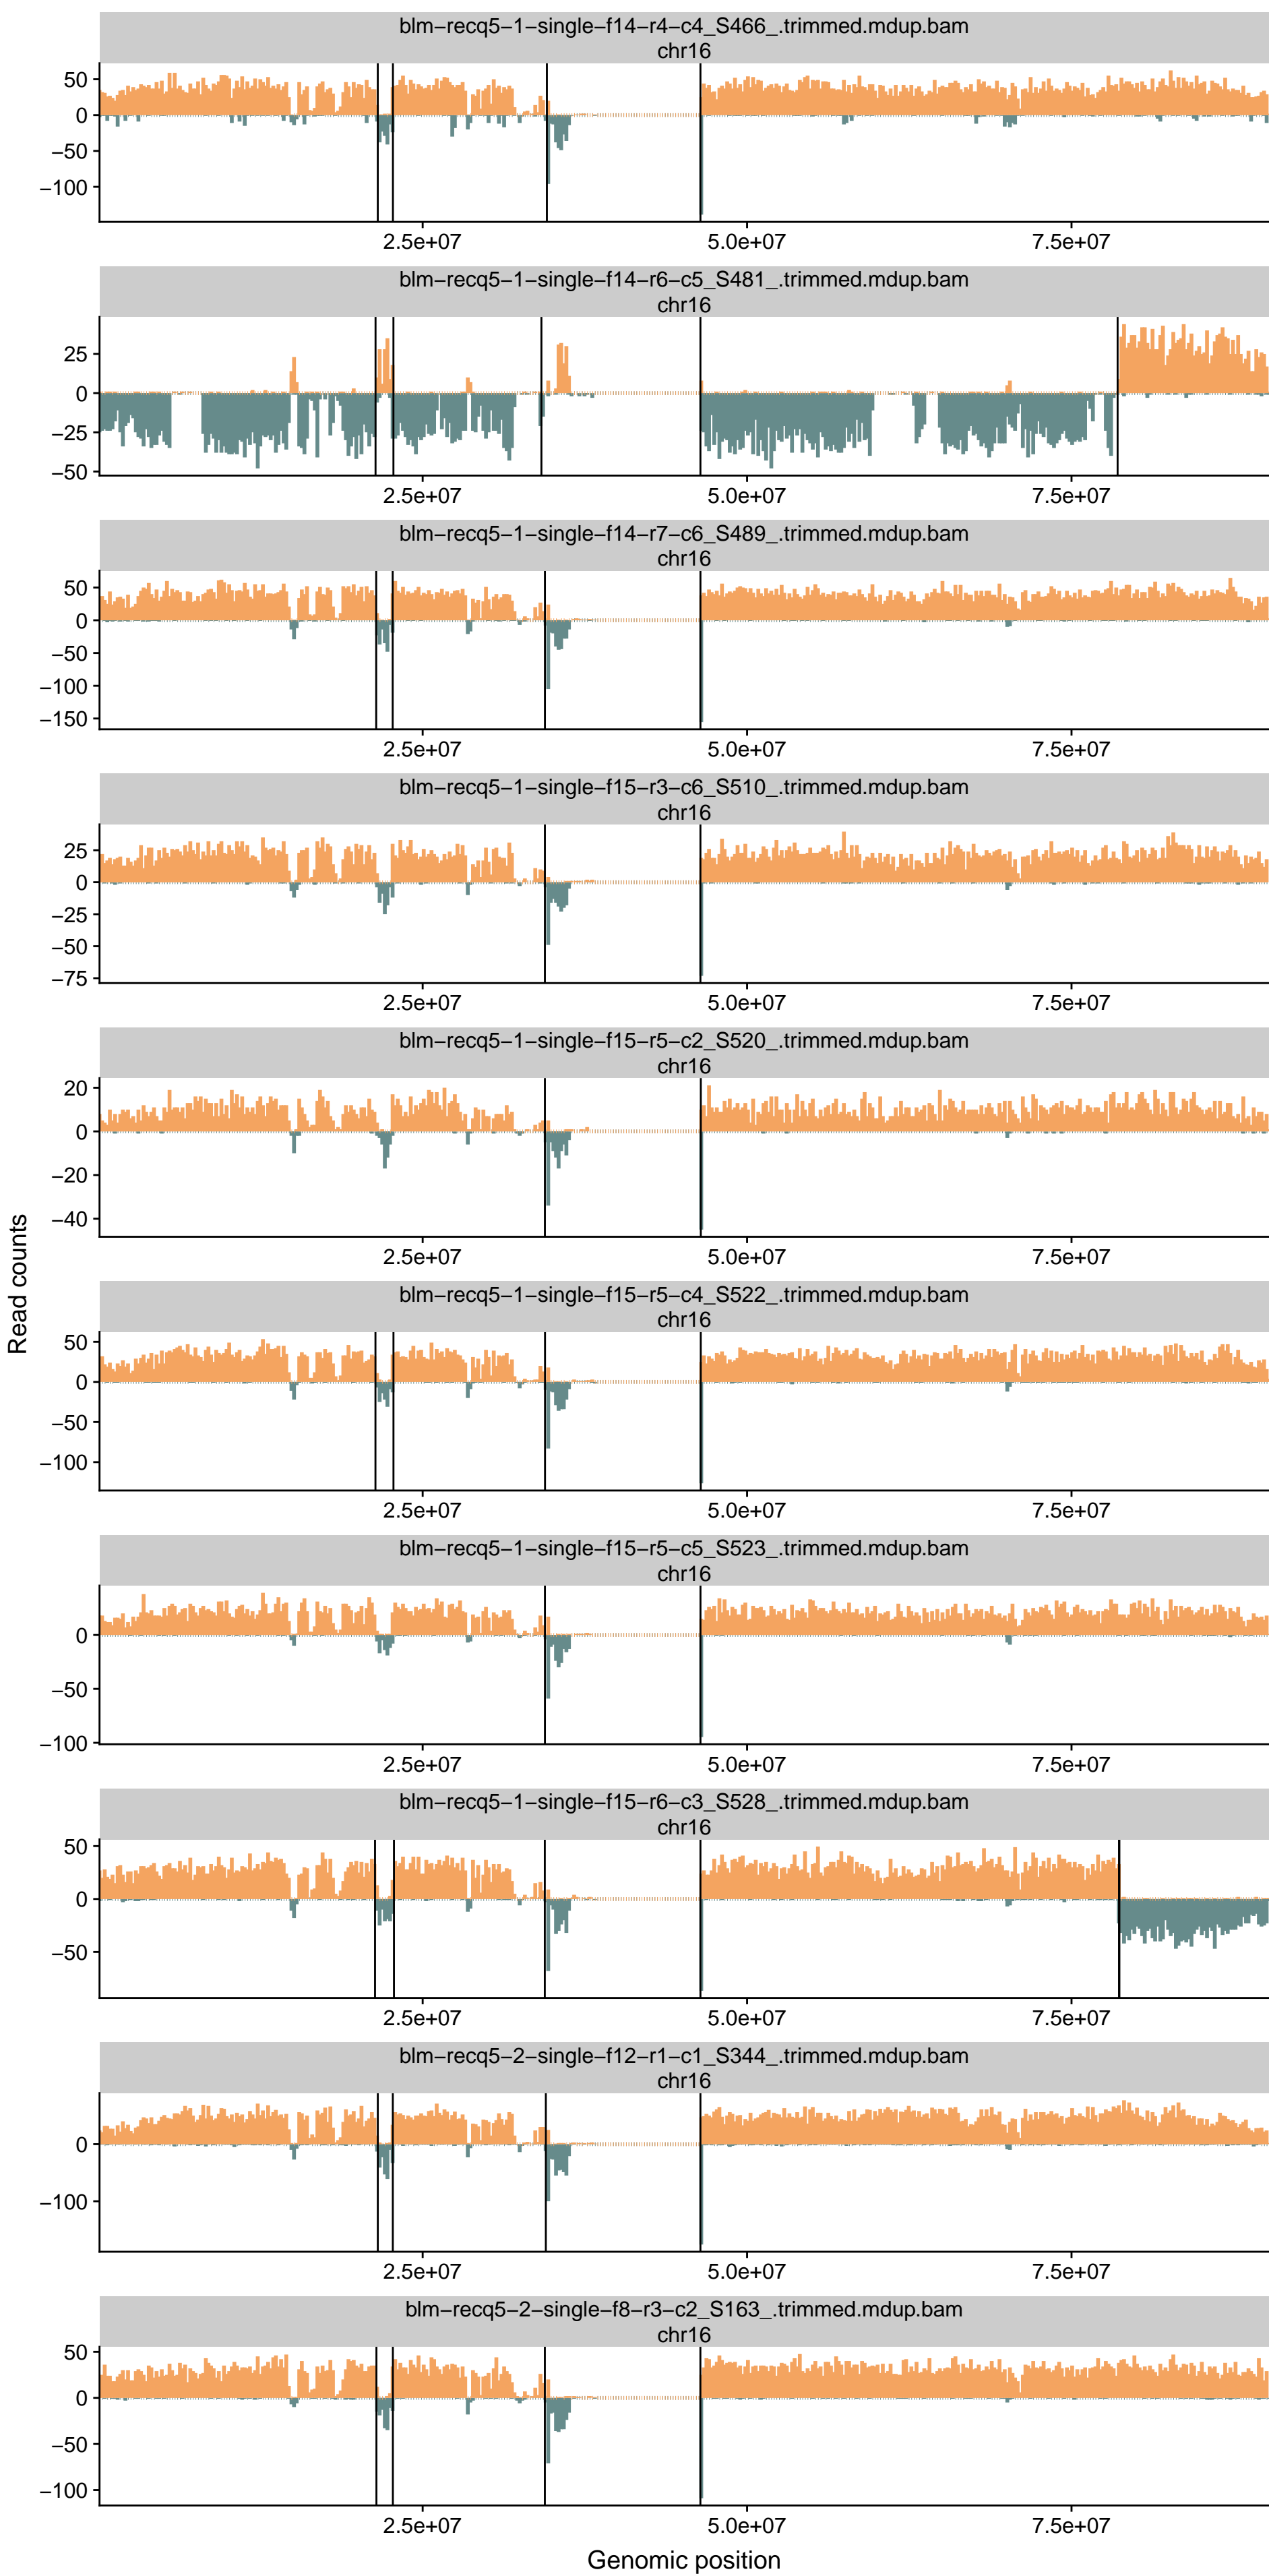 blm−recq5−1−single−f14−r4−c4_S466_.trimmed.mdup.bam
chr16
50
0
−50
−100
2.5e+07 5.0e+07 7.5e+07
blm−recq5−1−single−f14−r6−c5_S481_.trimmed.mdup.bam
chr16
25
0
−25
−50
2.5e+07 5.0e+07 7.5e+07
blm−recq5−1−single−f14−r7−c6_S489_.trimmed.mdup.bam
chr16
50
0
−50
−100
−150
2.5e+07 5.0e+07 7.5e+07
blm−recq5−1−single−f15−r3−c6_S510_.trimmed.mdup.bam
chr16
25
0
−25
−50
−75
2.5e+07 5.0e+07 7.5e+07
blm−recq5−1−single−f15−r5−c2_S520_.trimmed.mdup.bam
chr16
20
0
−20
−40
2.5e+07 5.0e+07 7.5e+07
Read counts
blm−recq5−1−single−f15−r5−c4_S522_.trimmed.mdup.bam
chr16
50
0
−50
−100
2.5e+07 5.0e+07 7.5e+07
blm−recq5−1−single−f15−r5−c5_S523_.trimmed.mdup.bam
chr16
0
−50
−100
2.5e+07 5.0e+07 7.5e+07
blm−recq5−1−single−f15−r6−c3_S528_.trimmed.mdup.bam
chr16
50
0
−50
2.5e+07 5.0e+07 7.5e+07
blm−recq5−2−single−f12−r1−c1_S344_.trimmed.mdup.bam
chr16
0
−100
2.5e+07 5.0e+07 7.5e+07
blm−recq5−2−single−f8−r3−c2_S163_.trimmed.mdup.bam
chr16
50
0
−50
−100
2.5e+07 5.0e+07 7.5e+07
Genomic position